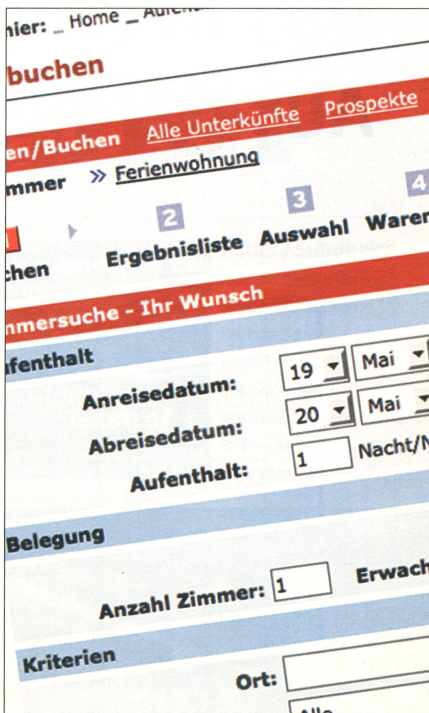 hier: _ Home _
buchen
en/Buchen Alle Unterkünfte Prospekte
mmer » Ferienwohnung
2 3 4
chen Ergebnisliste Auswahl Waren
mmersuche - Ihr Wunsch
ufenthalt
Anreisedatum: 19 Mai
Abreisedatum: 20 Mai
Aufenthalt: 1 Nacht/N
Belegung
Anzahl Zimmer: 1 Erwach
Kriterien
Ort:
Alle